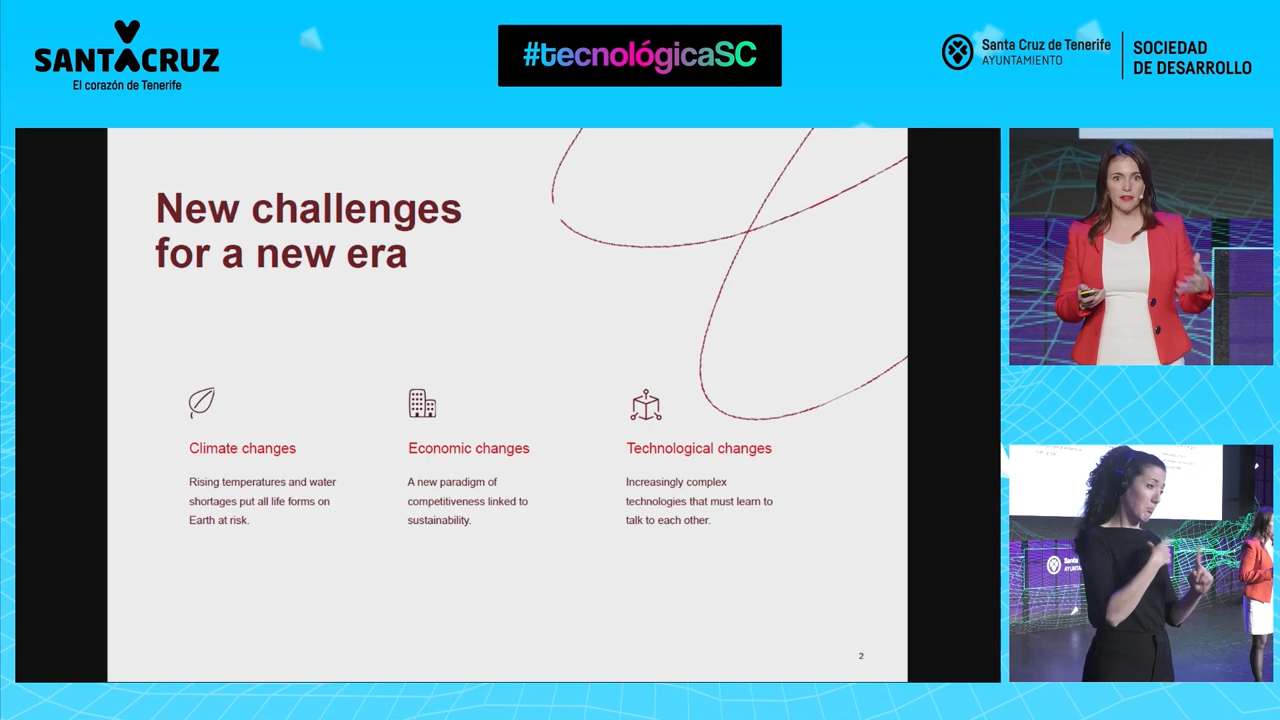 SANTACRUZ
El corazón de Tenerife
#tecnológicaSC
Santa Cruz de Tenerife
AYUNTAMIENTO
SOCIEDAD
DE DESARROLLO
New challenges
for a new era
Climate changes
Rising temperatures and water
shortages put all life forms on
Earth at risk.
Economic changes
A new paradigm of
competitiveness linked to
sustainability.
Technological changes
Increasingly complex
technologies that must learn to
talk to each other.
2